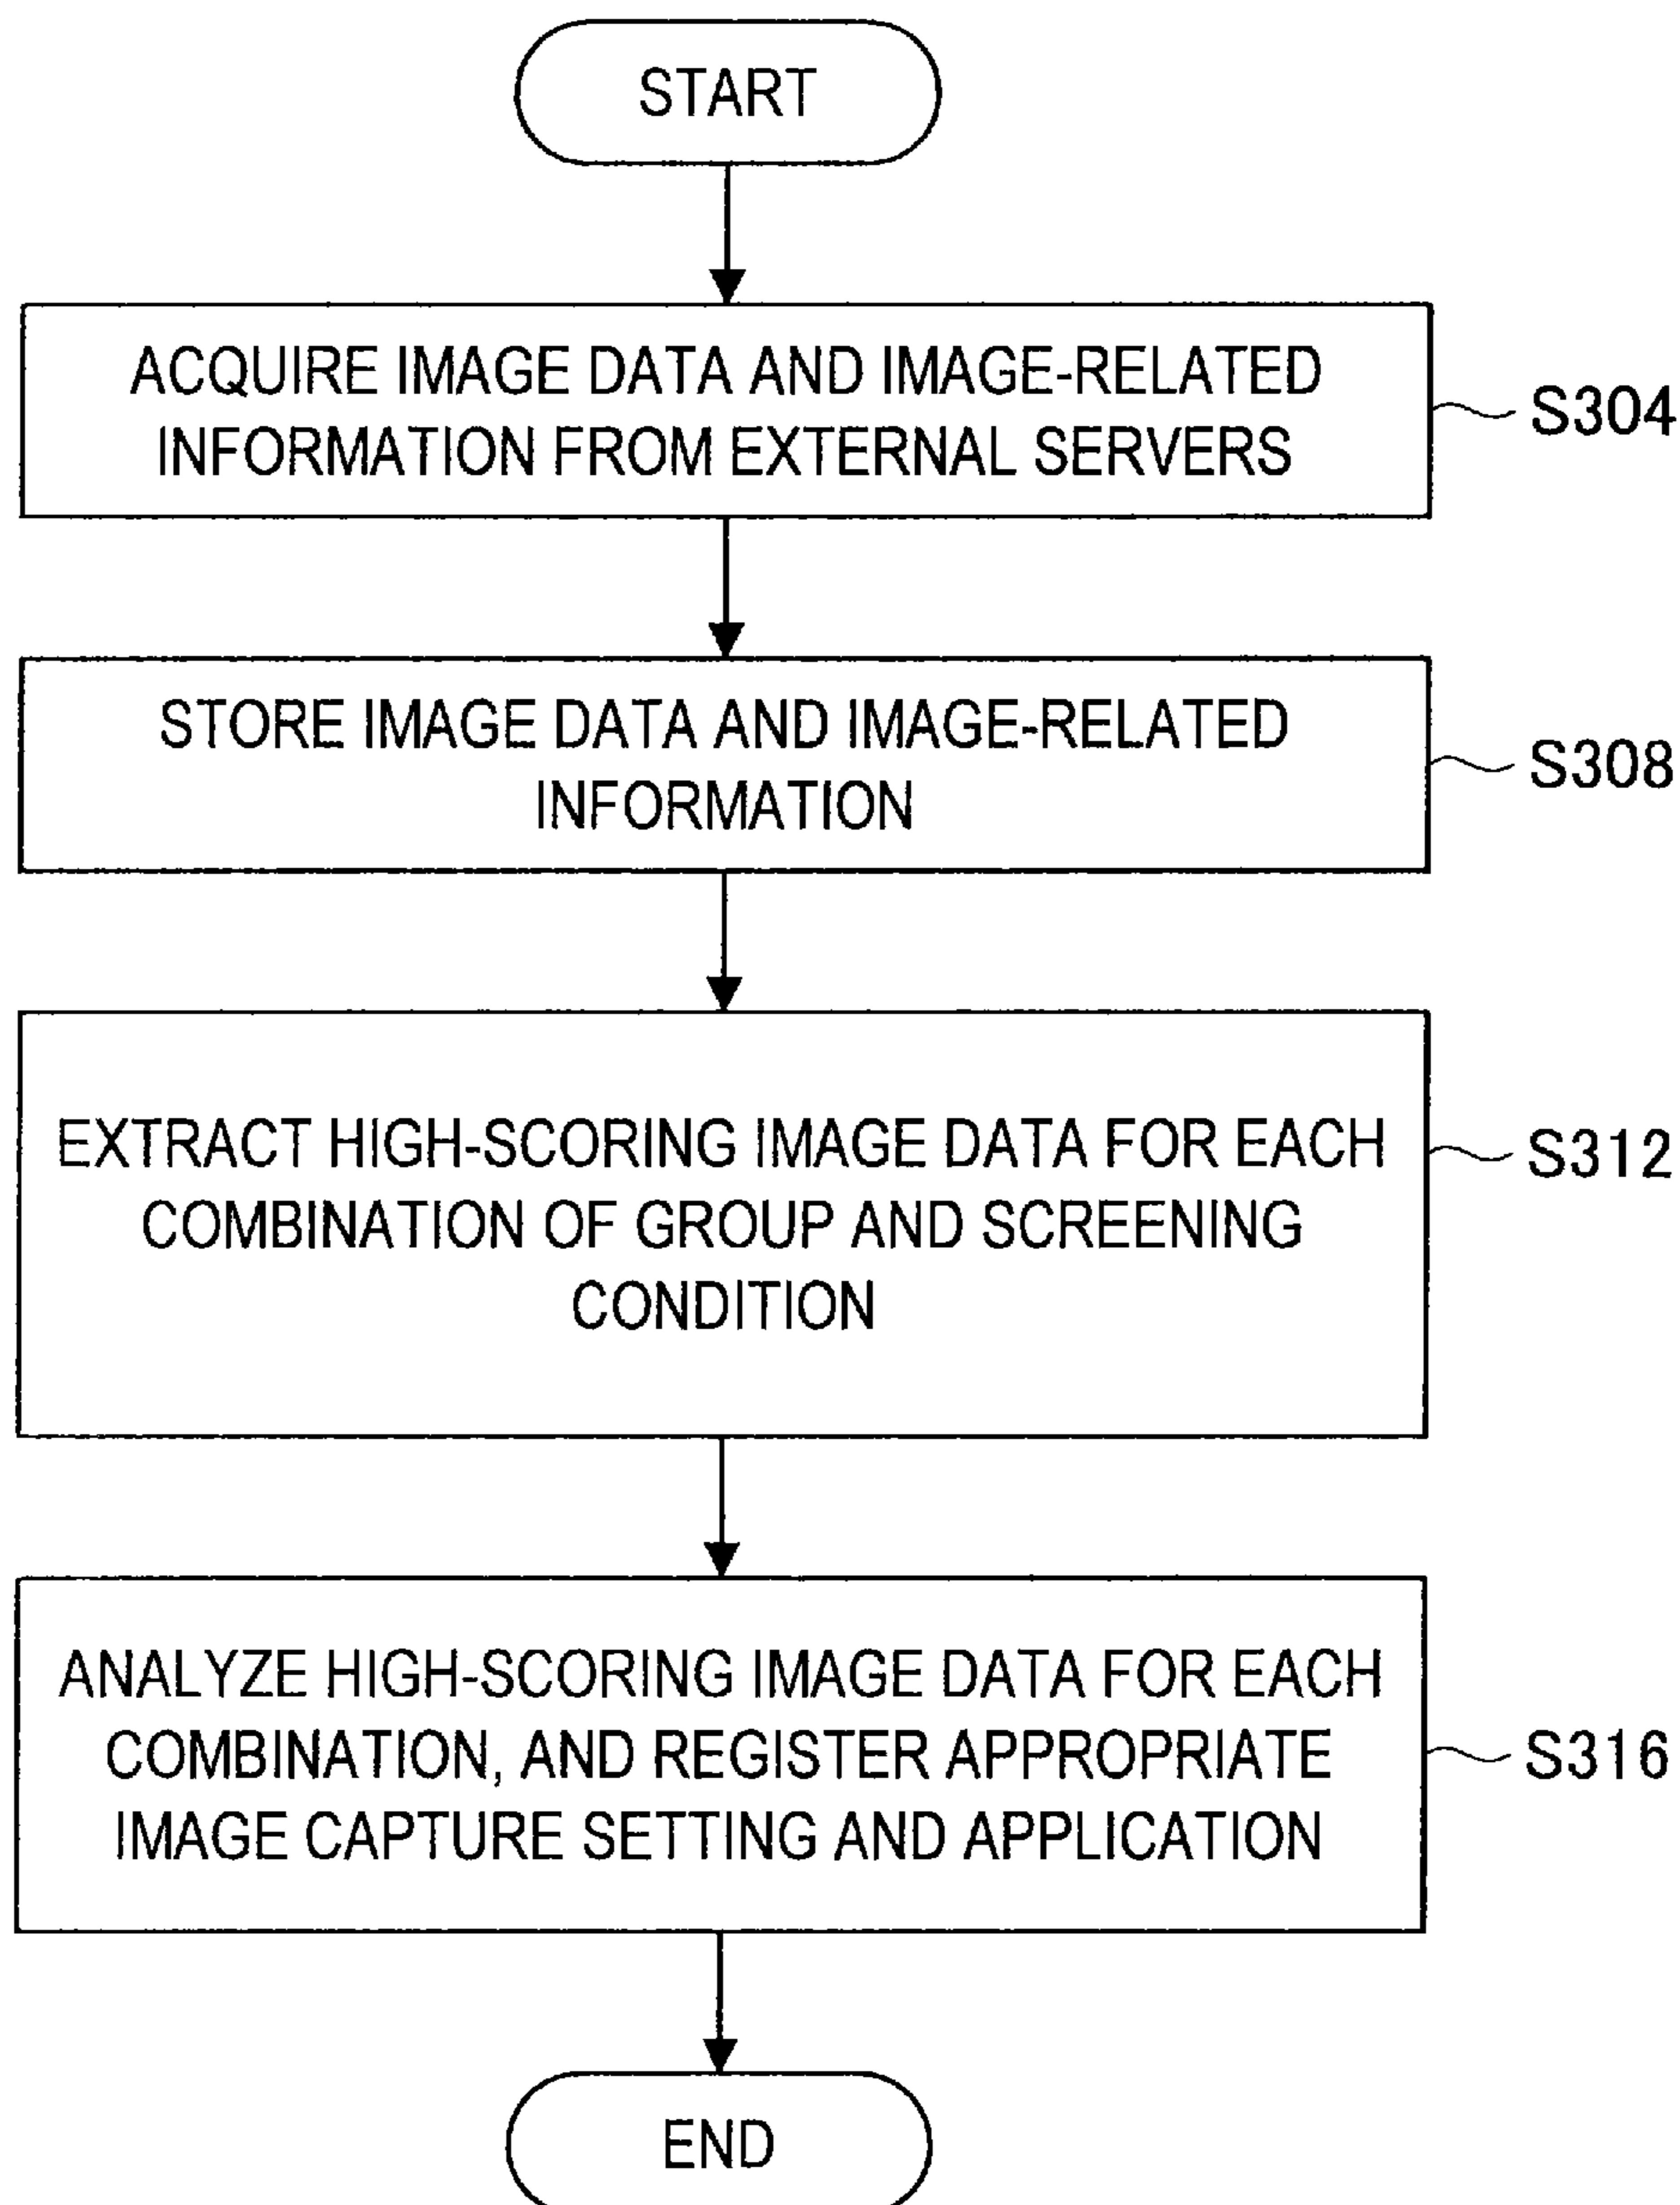 START
ACQUIRE IMAGE DATA AND IMAGE-RELATED
INFORMATION FROM EXTERNAL SERVERS
S304
STORE IMAGE DATA AND IMAGE-RELATED
INFORMATION
S308
EXTRACT HIGH-SCORING IMAGE DATA FOR EACH
COMBINATION OF GROUP AND SCREENING
CONDITION
S312
ANALYZE HIGH-SCORING IMAGE DATA FOR EACH
COMBINATION, AND REGISTER APPROPRIATE
IMAGE CAPTURE SETTING AND APPLICATION
S316
END